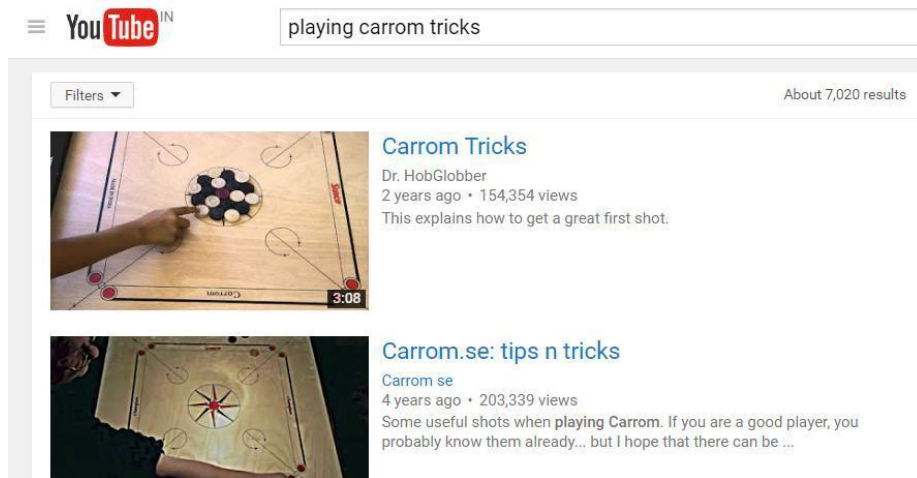 YouTube IN
playing carrom tricks
Filters
About 7,020 results
Carrom Tricks
Dr. HobGlobber
2 years ago • 154,354 views
This explains how to get a great first shot.
Carrom
3:08
Carrom.se: tips n tricks
Carrom se
4 years ago • 203,339 views
Some useful shots when playing Carrom. If you are a good player, you
probably know them already... but I hope that there can be ...